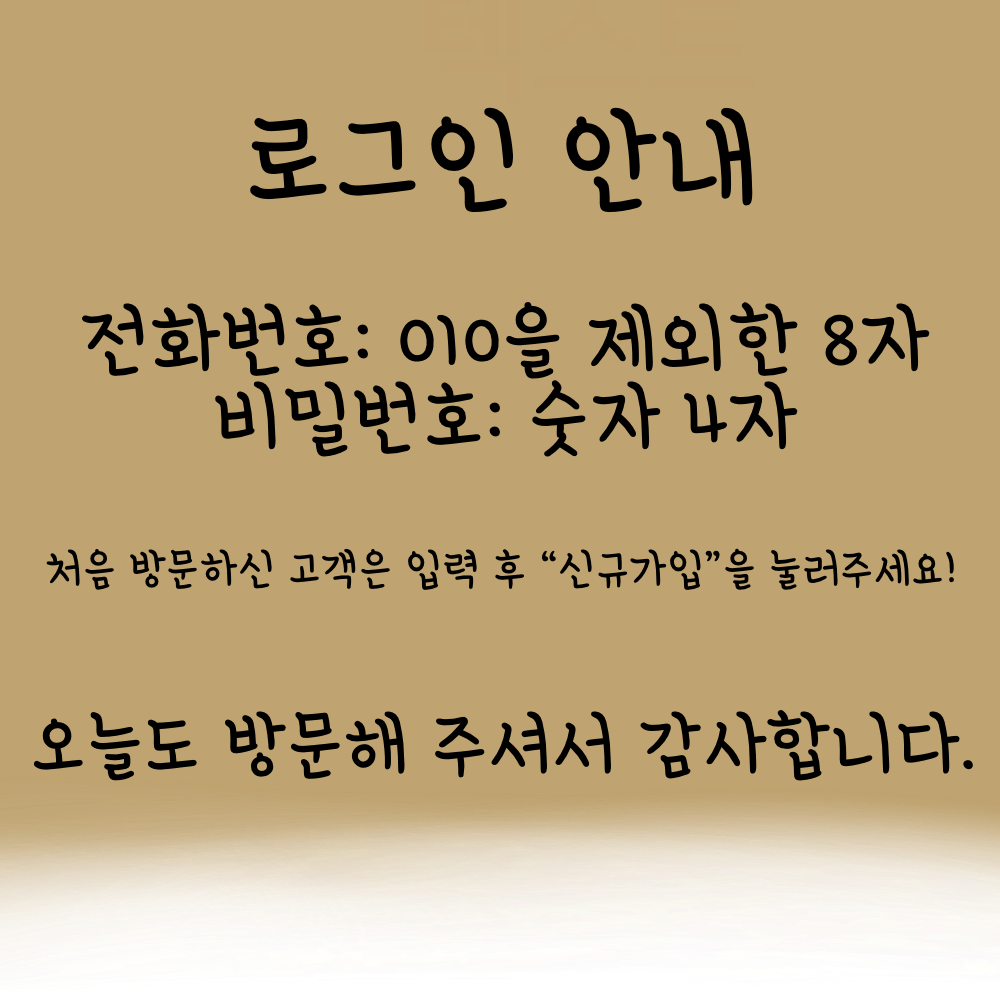 로그인 안내
전화번호: 010을 제외한 8자
비밀번호: 숫자 4자
처음 방문하신 고객은 입력 후 “신규가입”을 눌러주세요!
오늘도 방문해 주셔서 감사합니다.